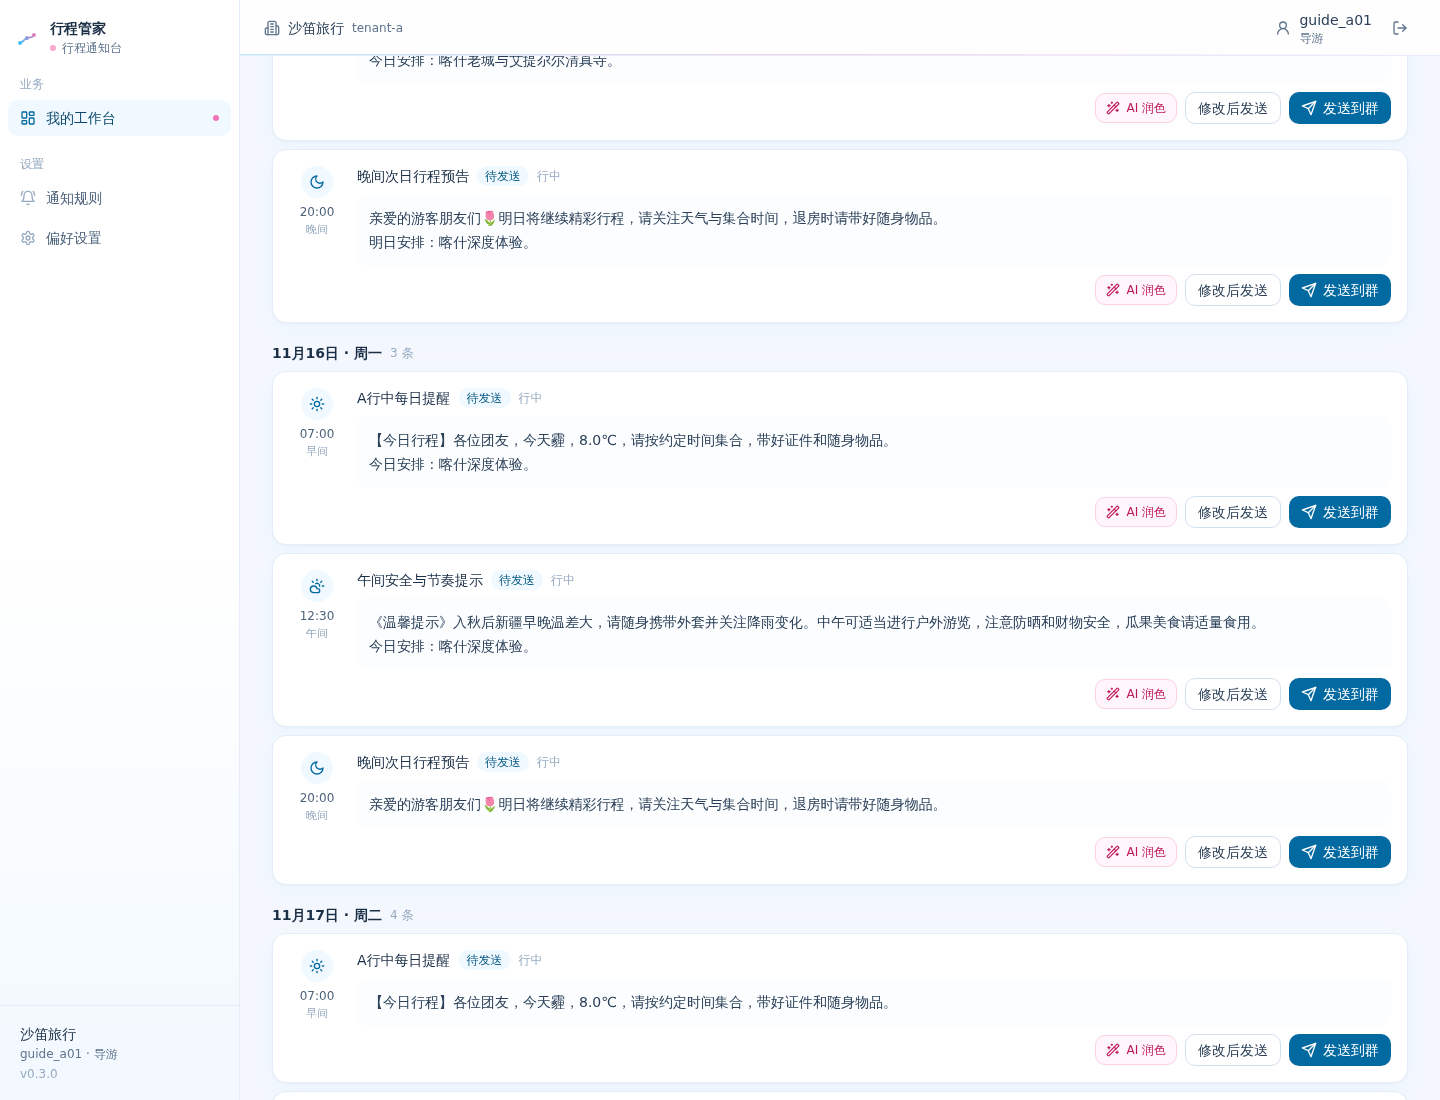 行程管家
行程通知台
业务
我的工作台
设置
通知规则
偏好设置
沙笛旅行
guide_a01 · 导游
v0.3.0
沙笛旅行 tenant-a
guide_a01
导游
今日安排：喀什老城与艾提尕尔清真寺。
AI 润色 修改后发送 发送到群
晚间次日行程预告 待发送 行中
20:00
晚间
亲爱的游客朋友们🌷明日将继续精彩行程，请关注天气与集合时间，退房时请带好随身物品。
明日安排：喀什深度体验。
AI 润色 修改后发送 发送到群
11月16日 · 周一 3 条
A行中每日提醒 待发送 行中
07:00
早间
【今日行程】各位团友，今天霾，8.0℃，请按约定时间集合，带好证件和随身物品。
今日安排：喀什深度体验。
AI 润色 修改后发送 发送到群
午间安全与节奏提示 待发送 行中
12:30
午间
《温馨提示》入秋后新疆早晚温差大，请随身携带外套并关注降雨变化。中午可适当进行户外游览，注意防晒和财物安全，瓜果美食请适量食用。
今日安排：喀什深度体验。
AI 润色 修改后发送 发送到群
晚间次日行程预告 待发送 行中
20:00
晚间
亲爱的游客朋友们🌷明日将继续精彩行程，请关注天气与集合时间，退房时请带好随身物品。
AI 润色 修改后发送 发送到群
11月17日 · 周二 4 条
A行中每日提醒 待发送 行中
07:00
早间
【今日行程】各位团友，今天霾，8.0℃，请按约定时间集合，带好证件和随身物品。
AI 润色 修改后发送 发送到群